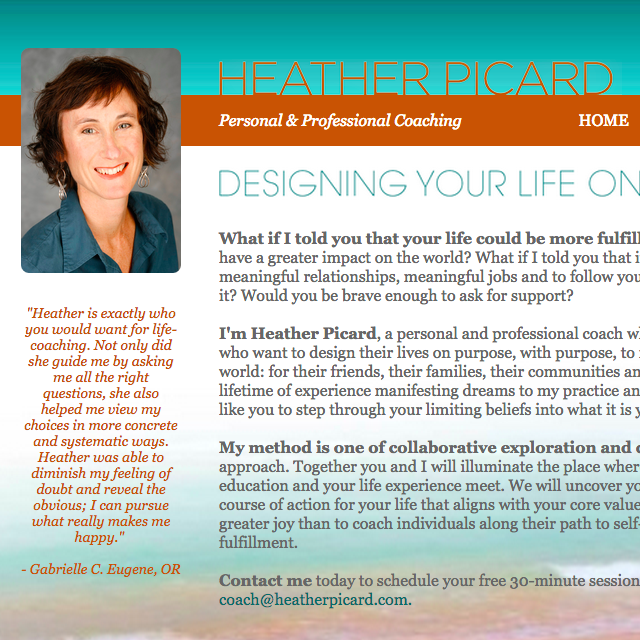 HEATHER PICARD
Personal & Professional Coaching
HOME
DESIGNING YOUR LIFE ON
What if I told you that your life could be more
have a greater impact on the world? What if I told you that
meaningful relationships, meaningful jobs and to follow
it? Would you be brave enough to ask for support?
I'm Heather Picard, a personal and professional coach
who want to design their lives on purpose, with purpose, to
world: for their friends, their families, their communities
lifetime of experience manifesting dreams to my practice
like you to step through your limiting beliefs into what it is
My method is one of collaborative exploration and
approach. Together you and I will illuminate the place
education and your life experience meet. We will uncover
course of action for your life that aligns with your core
greater joy than to coach individuals along their path to self-
fulfillment.
Contact me today to schedule your free 30-minute session
coach@heatherpicard.com.
"Heather is exactly who
you would want for life-
coaching. Not only did
she guide me by asking
me all the right
questions, she also
helped me view my
choices in more concrete
and systematic ways.
Heather was able to
diminish my feeling of
doubt and reveal the
obvious; I can pursue
what really makes me
happy."
- Gabrielle C. Eugene, OR